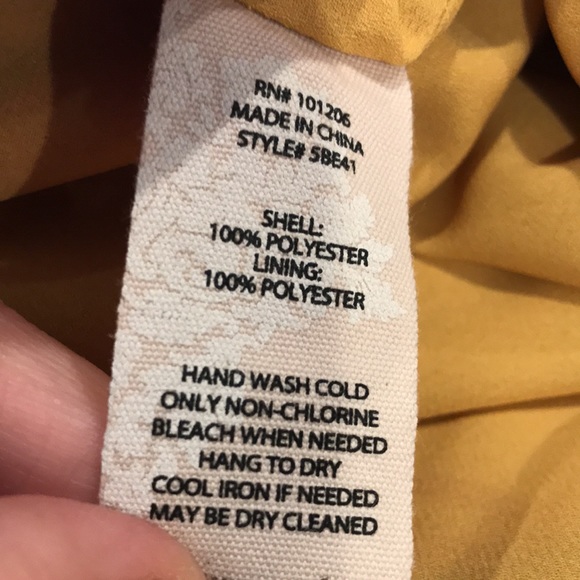 RN# 101206
MADE IN CHINA
STYLE# 5BE41
SHELL:
100% POLYESTER
LINING:
100% POLYESTER
HAND WASH COLD
ONLY NON-CHLORINE
BLEACH WHEN NEEDED
HANG TO DRY
COOL IRON IF NEEDED
MAY BE DRY CLEANED